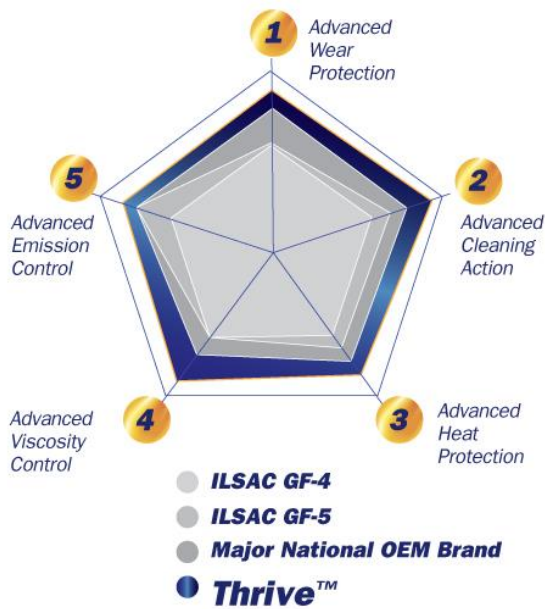 1
Advanced
Wear
Protection
2
Advanced
Cleaning
Action
3
Advanced
Heat
Protection
4
Advanced
Viscosity
Control
5
Advanced
Emission
Control
ILSAC GF-4
ILSAC GF-5
Major National OEM Brand
Thrive™